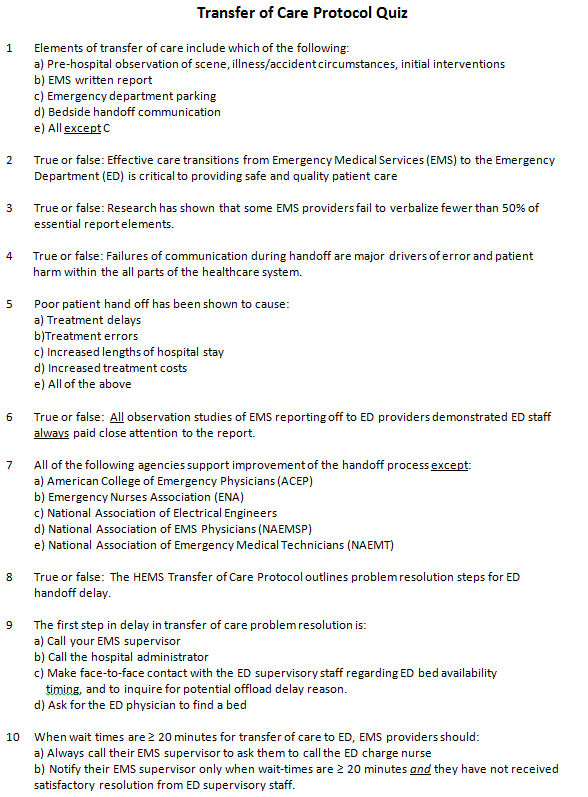 Transfer of Care Protocol Quiz
1 Elements of transfer of care include which of the following:
a) Pre-hospital observation of scene, illness/accident circumstances, initial interventions
b) EMS written report
c) Emergency department parking
d) Bedside handoff communication
e) All except C
2 True or false: Effective care transitions from Emergency Medical Services (EMS) to the Emergency
Department (ED) is critical to providing safe and quality patient care
3 True or false: Research has shown that some EMS providers fail to verbalize fewer than 50% of
essential report elements.
4 True or false: Failures of communication during handoff are major drivers of error and patient
harm within the all parts of the healthcare system.
5 Poor patient hand off has been shown to cause:
a) Treatment delays
b)Treatment errors
c) Increased lengths of hospital stay
d) Increased treatment costs
e) All of the above
6 True or false: All observation studies of EMS reporting off to ED providers demonstrated ED staff
always paid close attention to the report.
7 All of the following agencies support improvement of the handoff process except:
a) American College of Emergency Physicians (ACEP)
b) Emergency Nurses Association (ENA)
c) National Association of Electrical Engineers
d) National Association of EMS Physicians (NAEMSP)
e) National Association of Emergency Medical Technicians (NAEMT)
8 True or false: The HEMS Transfer of Care Protocol outlines problem resolution steps for ED
handoff delay.
9 The first step in delay in transfer of care problem resolution is:
a) Call your EMS supervisor
b) Call the hospital administrator
c) Make face-to-face contact with the ED supervisory staff regarding ED bed availability
timing, and to inquire for potential offload delay reason.
d) Ask for the ED physician to find a bed
10 When wait times are ≥ 20 minutes for transfer of care to ED, EMS providers should:
a) Always call their EMS supervisor to ask them to call the ED charge nurse
b) Notify their EMS supervisor only when wait-times are ≥ 20 minutes and they have not received
satisfactory resolution from ED supervisory staff.